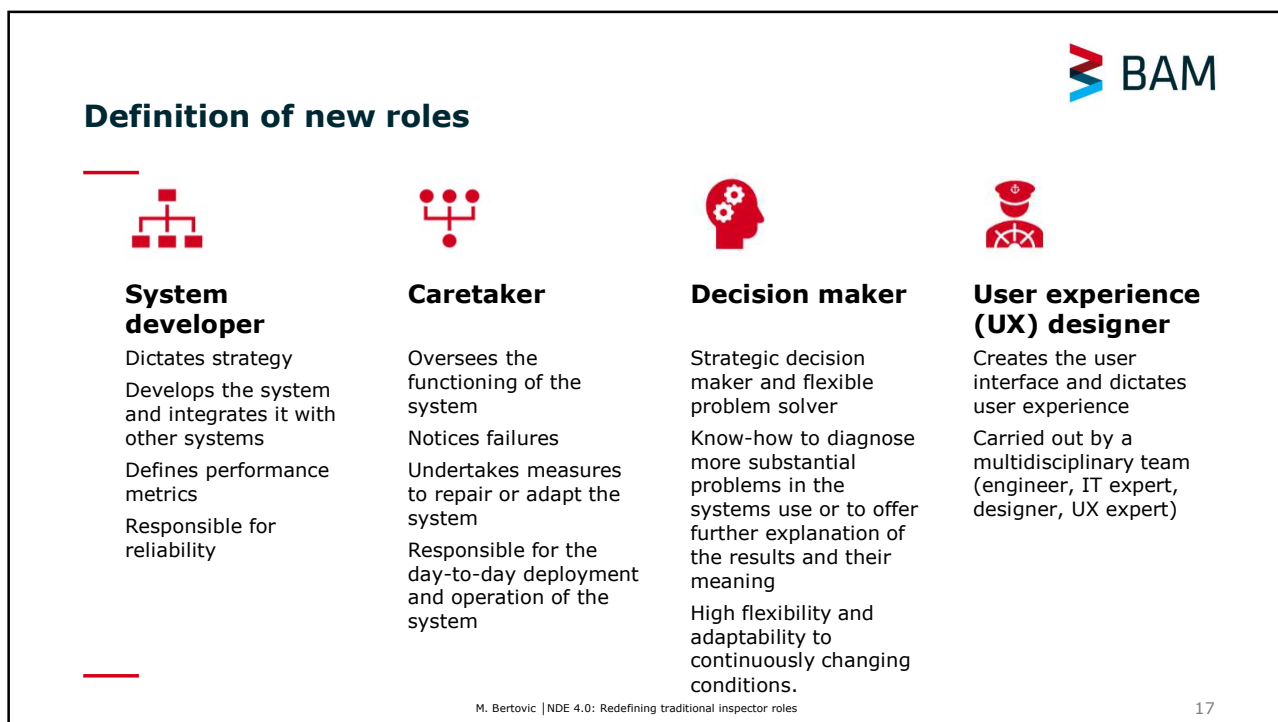 BAM
Definition of new roles
System
developer
Dictates strategy
Develops the system
and integrates it with
other systems
Defines performance
metrics
Responsible for
reliability
Caretaker
Oversees the
functioning of the
system
Notices failures
Undertakes measures
to repair or adapt the
system
Responsible for the
day-to-day deployment
and operation of the
system
Decision maker
Strategic decision
maker and flexible
problem solver
Know-how to diagnose
more substantial
problems in the
systems use or to offer
further explanation of
the results and their
meaning
High flexibility and
adaptability to
continuously changing
conditions.
User experience
(UX) designer
Creates the user
interface and dictates
user experience
Carried out by a
multidisciplinary team
(engineer, IT expert,
designer, UX expert)
M. Bertovic │NDE 4.0: Redefining traditional inspector roles
17